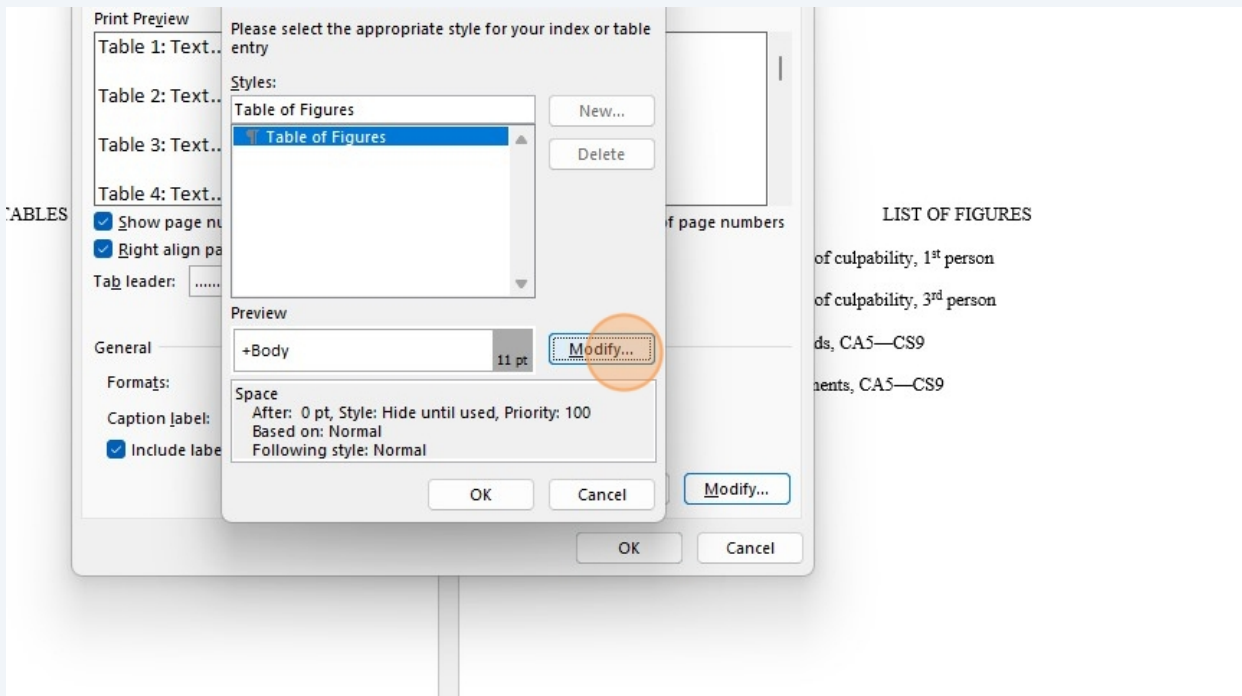 Print Preview
Table 1: Text..
Table 2: Text..
Table 3: Text..
Table 4: Text..
TABLES
Show page nu
Right align pa
Tab leader: ......
General
Formats:
Caption label:
Include labe
Please select the appropriate style for your index or table
entry
Styles:
Table of Figures
New...
¶ Table of Figures
Delete
Preview
+Body
11 pt
Modify...
Space
After: 0 pt, Style: Hide until used, Priority: 100
Based on: Normal
Following style: Normal
OK
Cancel
of page numbers
Modify...
OK
Cancel
LIST OF FIGURES
of culpability, 1st person
of culpability, 3rd person
ds, CA5—CS9
nents, CA5—CS9